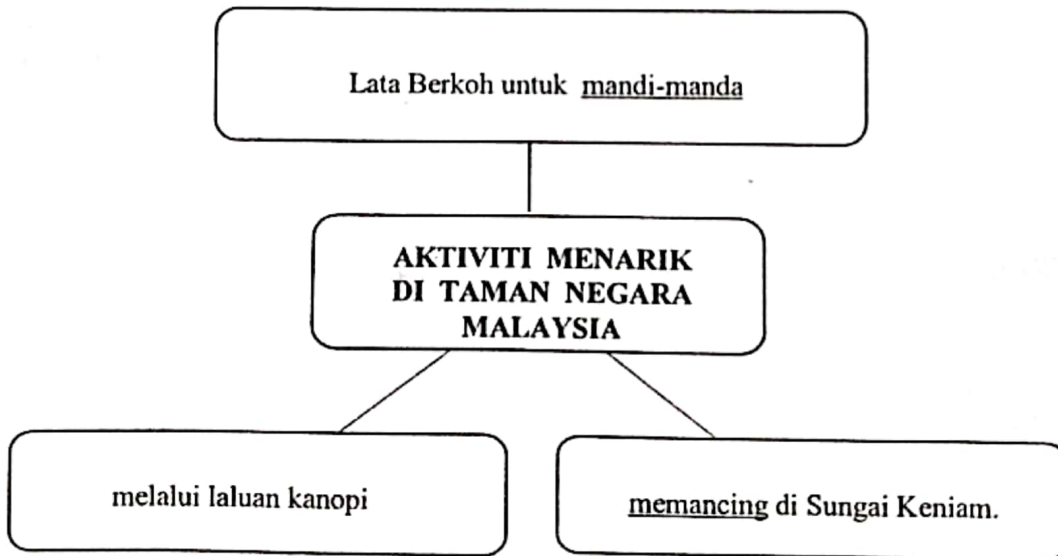 Lata Berkoh untuk mandi-manda
AKTIVITI MENARIK
DI TAMAN NEGARA
MALAYSIA
melalui laluan kanopi
memancing di Sungai Keniam.